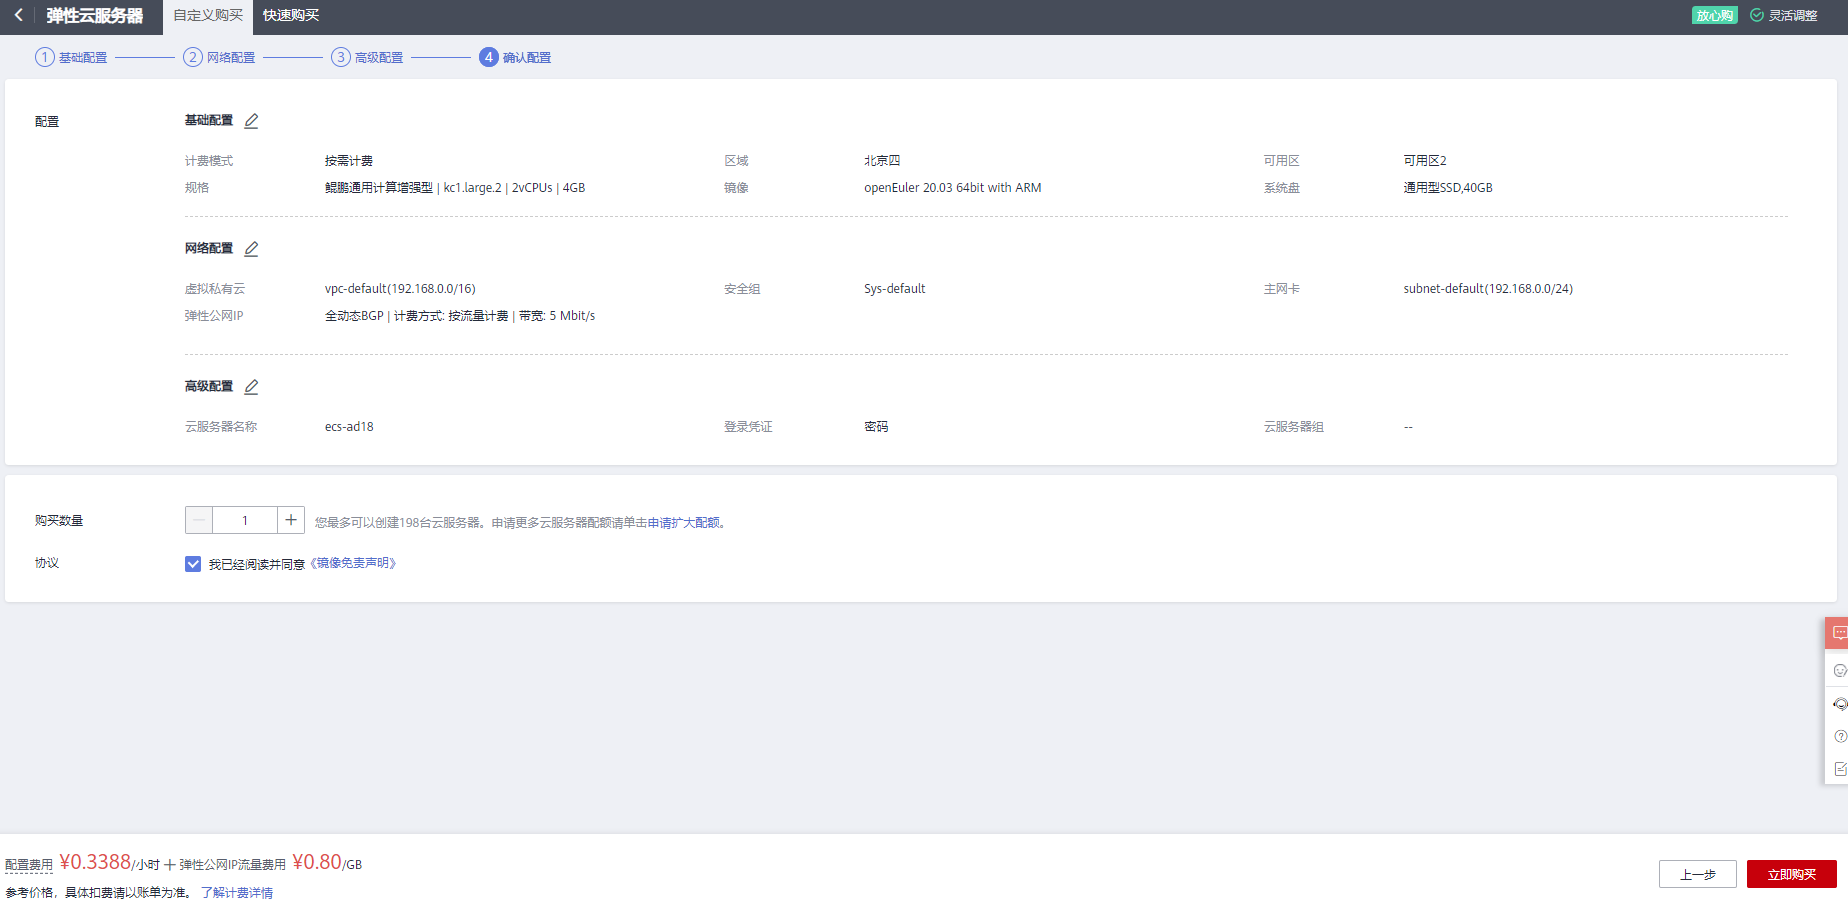 弹性云服务器 自定义购买 快速购买 放心购 灵活调整
1 基础配置 2 网络配置 3 高级配置 4 确认配置
配置 基础配置
计费模式 按需计费 区域 北京四 可用区 可用区2
规格 鲲鹏通用计算增强型 | kc1.large.2 | 2vCPUs | 4GB 镜像 openEuler 20.03 64bit with ARM 系统盘 通用型SSD,40GB
网络配置
虚拟私有云 vpc-default(192.168.0.0/16) 安全组 Sys-default 主网卡 subnet-default(192.168.0.0/24)
弹性公网IP 全动态BGP | 计费方式: 按流量计费 | 带宽: 5 Mbit/s
高级配置
云服务器名称 ecs-ad18 登录凭证 密码 云服务器组 --
购买数量 1 您最多可以创建198台云服务器。申请更多云服务器配额请单击申请扩大配额。
协议 我已经阅读并同意《镜像免责声明》
配置费用 ¥0.3388/小时 + 弹性公网IP流量费用 ¥0.80/GB
参考价格，具体扣费请以账单为准。 了解计费详情
上一步 立即购买